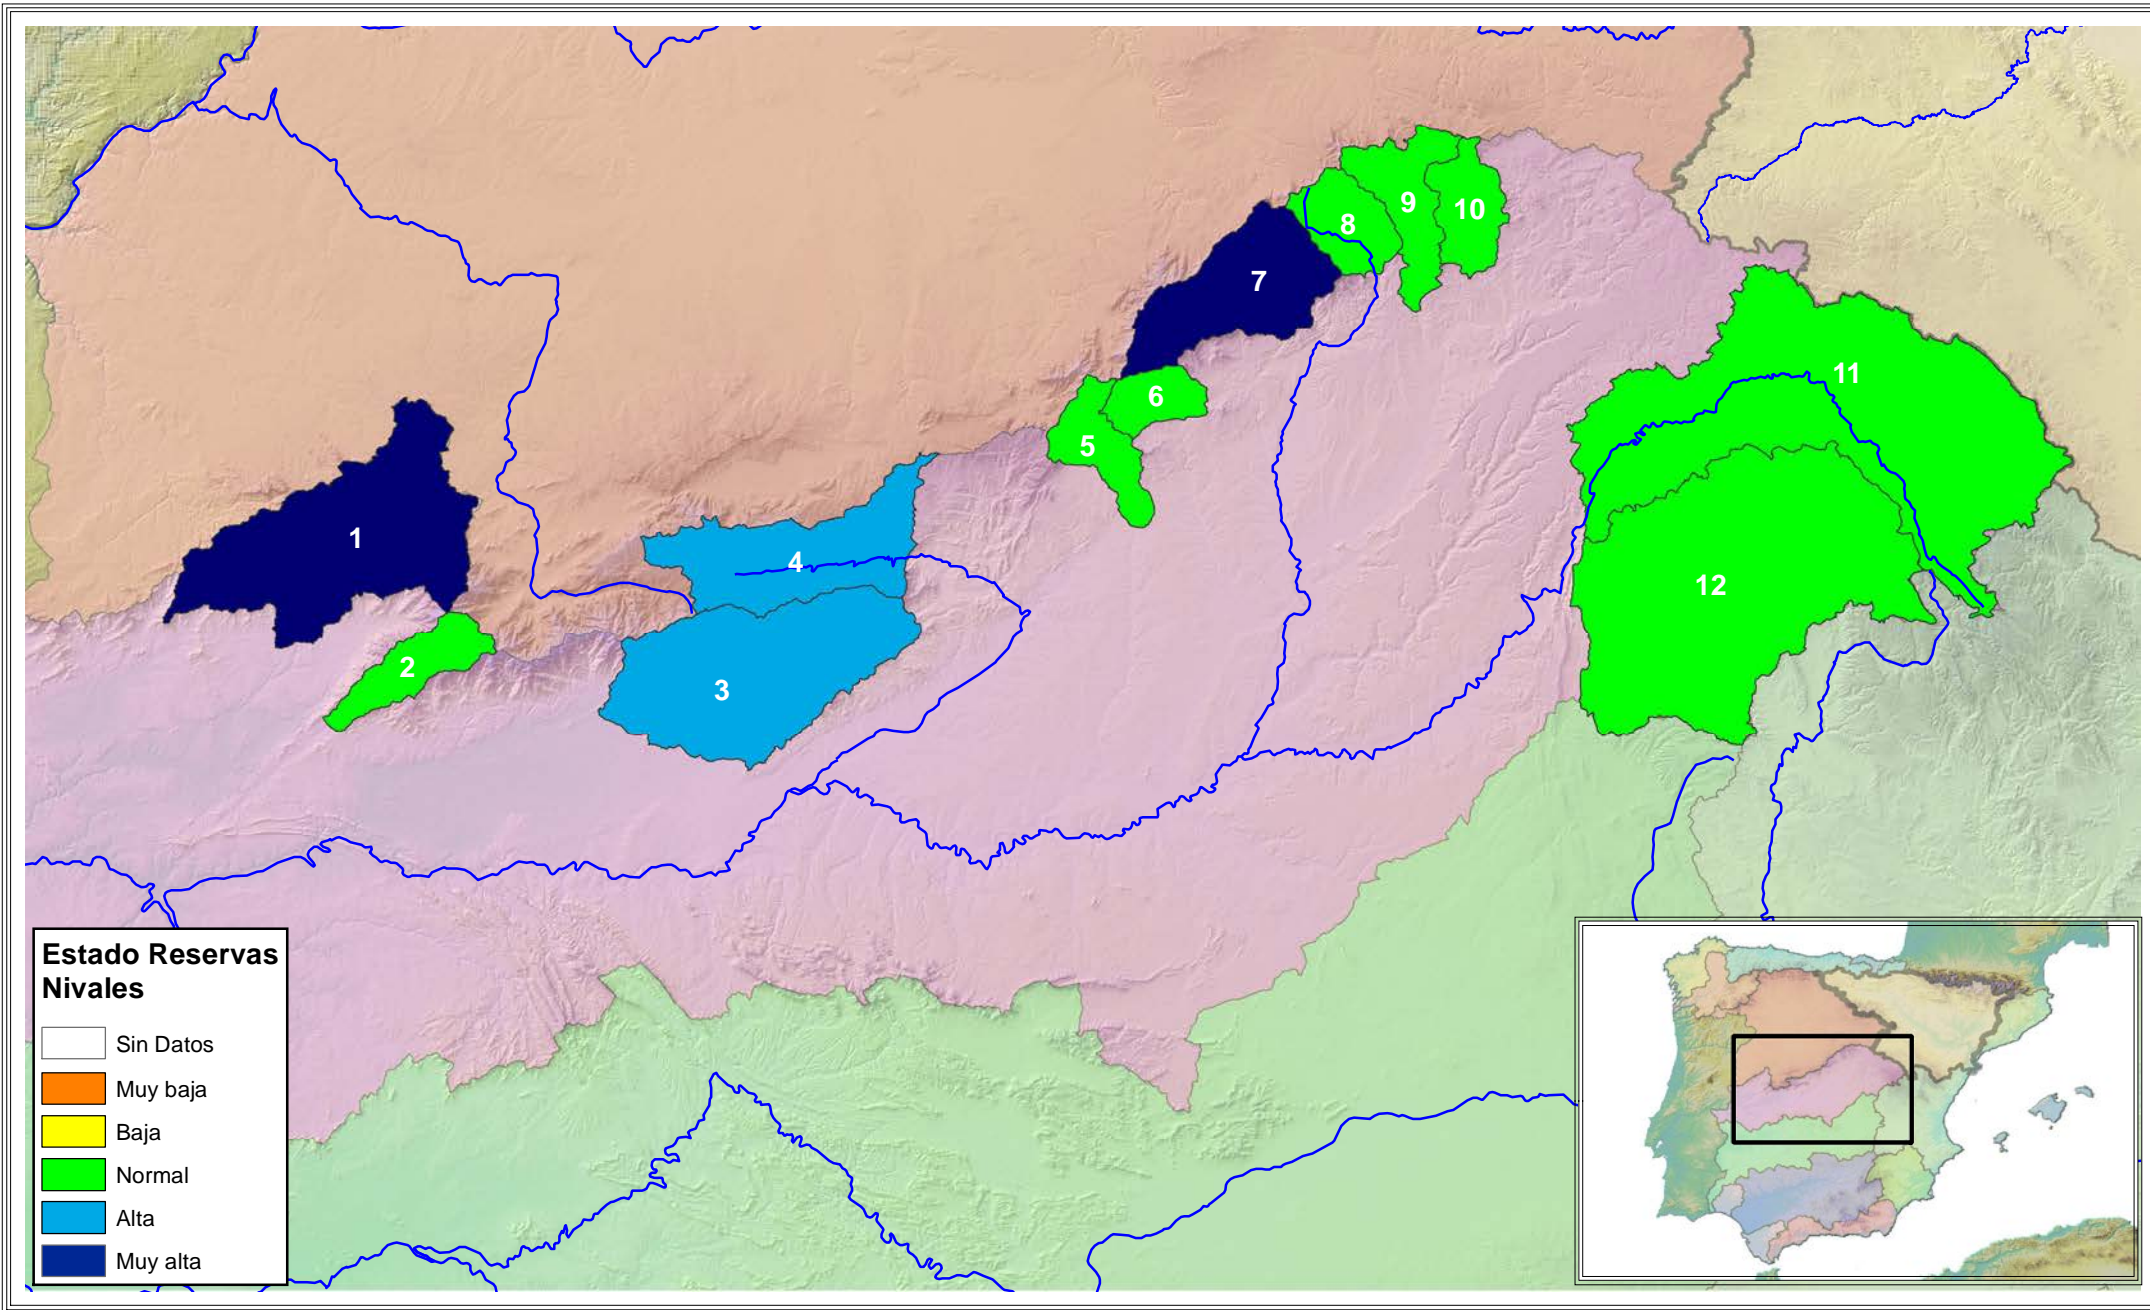 8
9
10
7
11
6
5
1
4
12
2
3
Estado Reservas
Nivales
Sin Datos
Muy baja
Baja
Normal
Alta
Muy alta